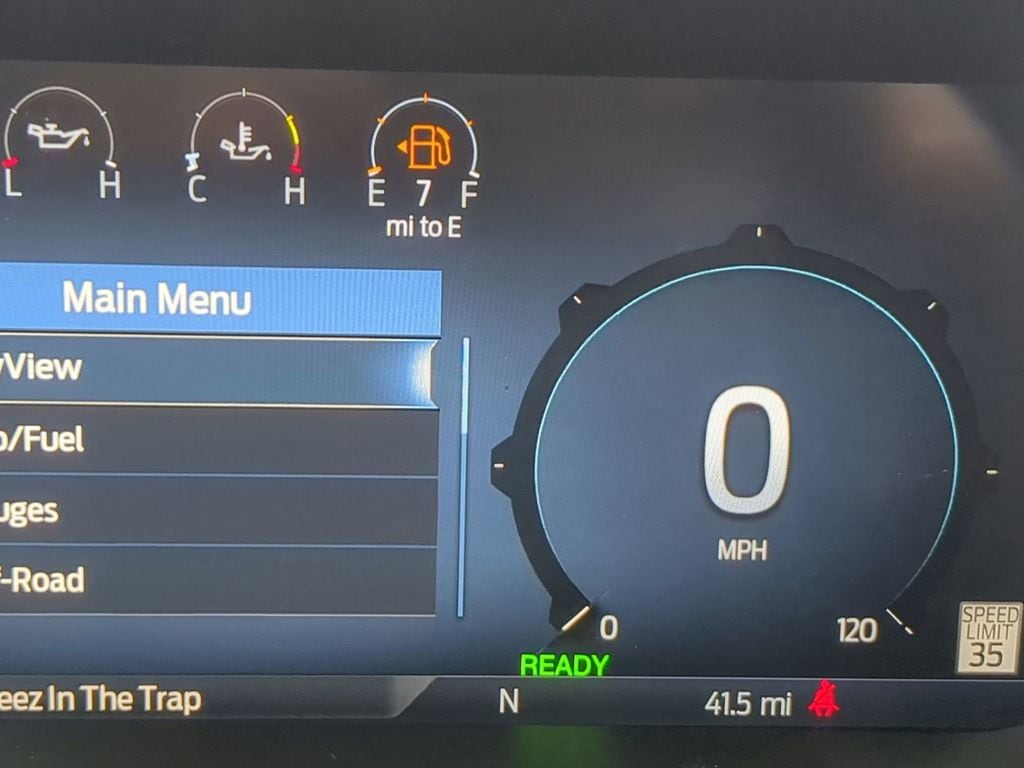 L H
C H
E 7 F
mi to E
Main Menu
View
/Fuel
uges
-Road
0
MPH
0
120
SPEED
LIMIT
35
READY
eez In The Trap
N
41.5 mi